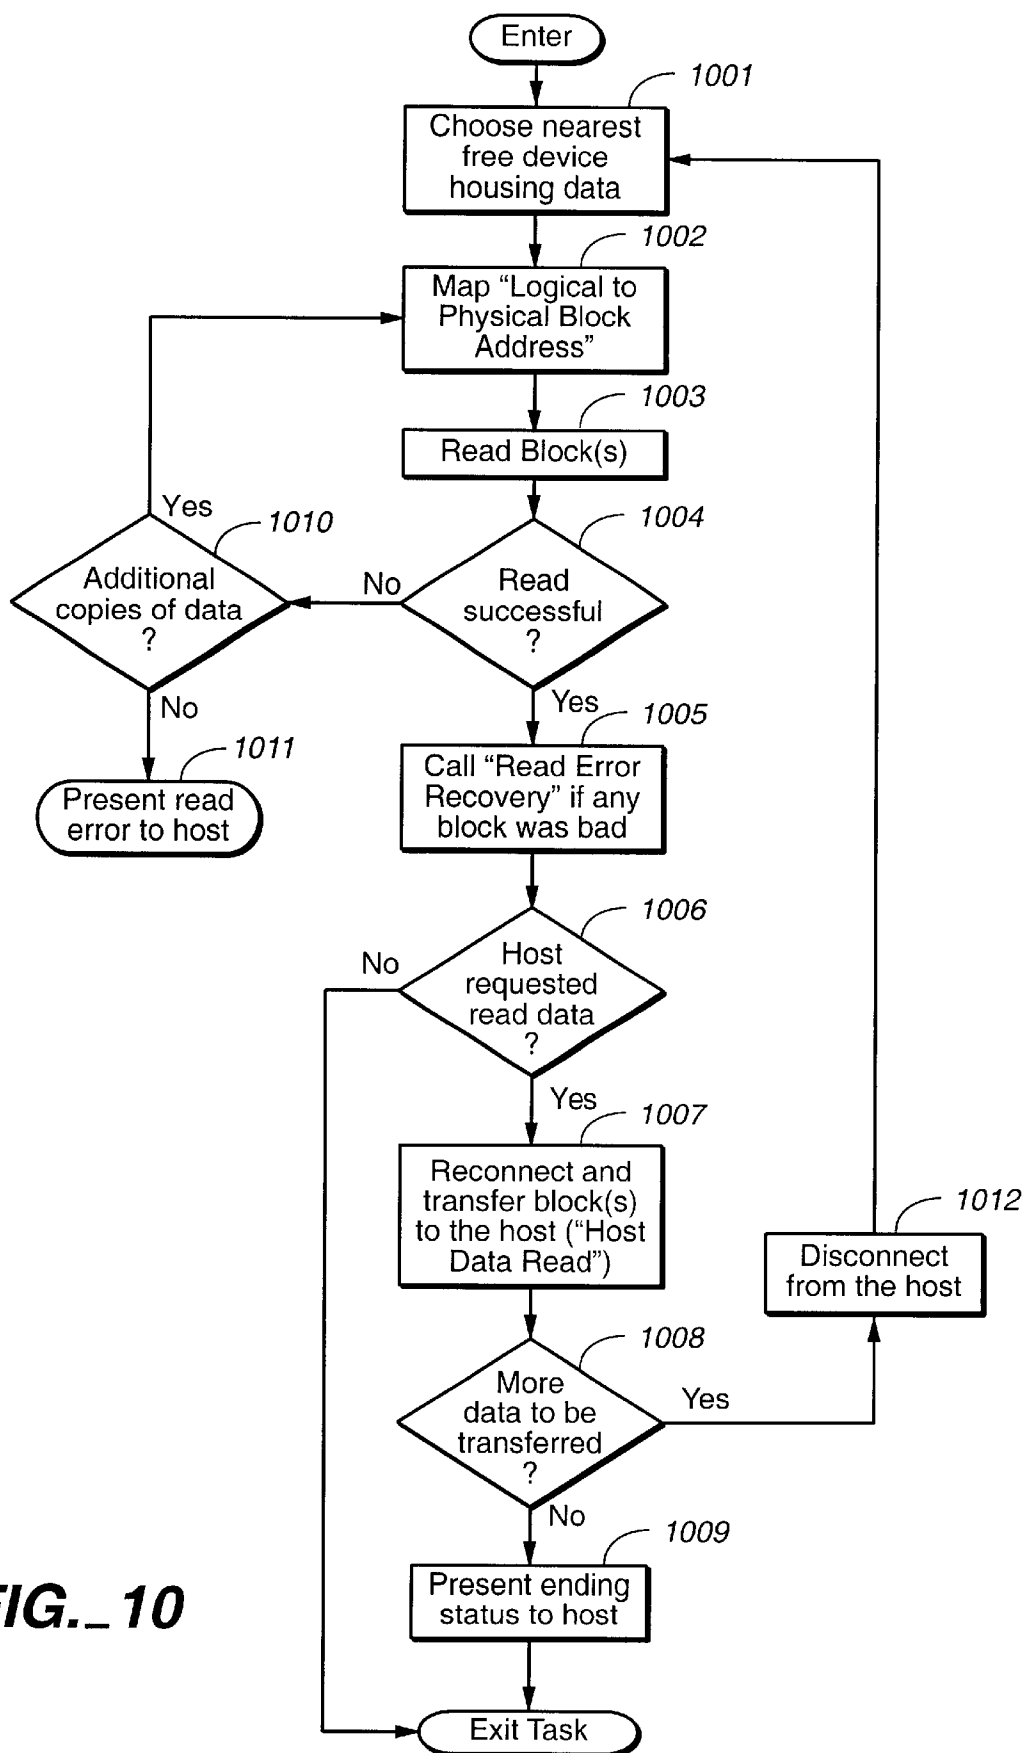 Enter
1001
Choose nearest
free device
housing data
1002
Map “Logical to
Physical Block
Address”
1003
Read Block(s)
1004
Read
successful
?
No
Yes
1010
Additional
copies of data
?
Yes
No
1011
Present read
error to host
1005
Call “Read Error
Recovery” if any
block was bad
1006
Host
requested
read data
?
No
Yes
1007
Reconnect and
transfer block(s)
to the host (“Host
Data Read”)
1012
Disconnect
from the host
1008
More
data to be
transferred
?
Yes
No
1009
Present ending
status to host
Exit Task
FIG._10